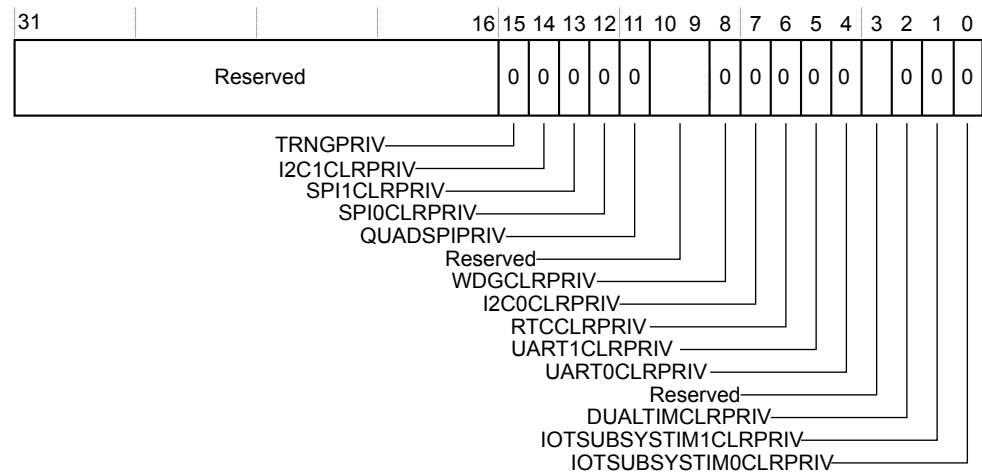 31 16 15 14 13 12 11 10 9 8 7 6 5 4 3 2 1 0
Reserved 0 0 0 0 0 0 0 0 0 0 0 0 0
TRNGPRIV
I2C1CLRPRIV
SPI1CLRPRIV
SPI0CLRPRIV
QUADSPIPRIV
Reserved
WDGCLRPRIV
I2C0CLRPRIV
RTCCLRPRIV
UART1CLRPRIV
UART0CLRPRIV
Reserved
DUALTIMCLRPRIV
IOTSUBSYSTIM1CLRPRIV
IOTSUBSYSTIM0CLRPRIV